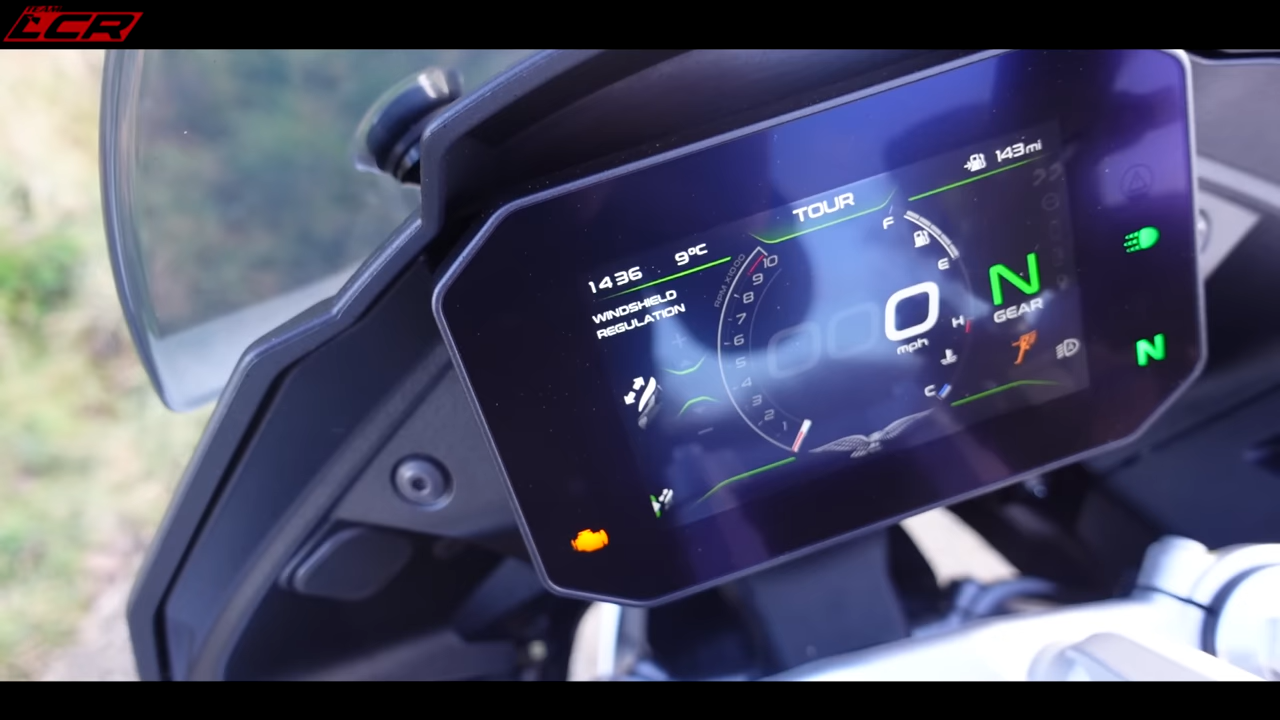 LCR
143mi
TOUR
14 36 9°C
WINDSHIELD
REGULATION
RPM X1000
10
9
8
7
6
5
4
3
2
1
F
E
0
mph
N
GEAR
H
C
N